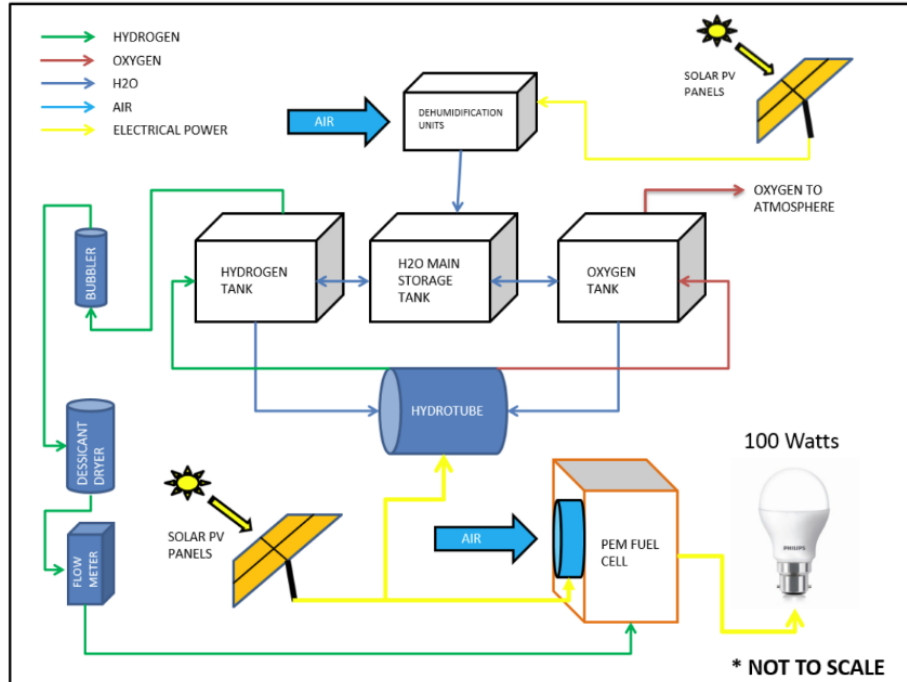 HYDROGEN
OXYGEN
H2O
AIR
ELECTRICAL POWER
SOLAR PV
PANELS
AIR
DEHUMIDIFICATION
UNITS
OXYGEN TO
ATMOSPHERE
BUBBLER
HYDROGEN
TANK
H2O MAIN
STORAGE
TANK
OXYGEN
TANK
HYDROTUBE
DESSICANT
DRYER
100 Watts
SOLAR PV
PANELS
AIR
PEM FUEL
CELL
PHILIPS
FLOW
METER
* NOT TO SCALE